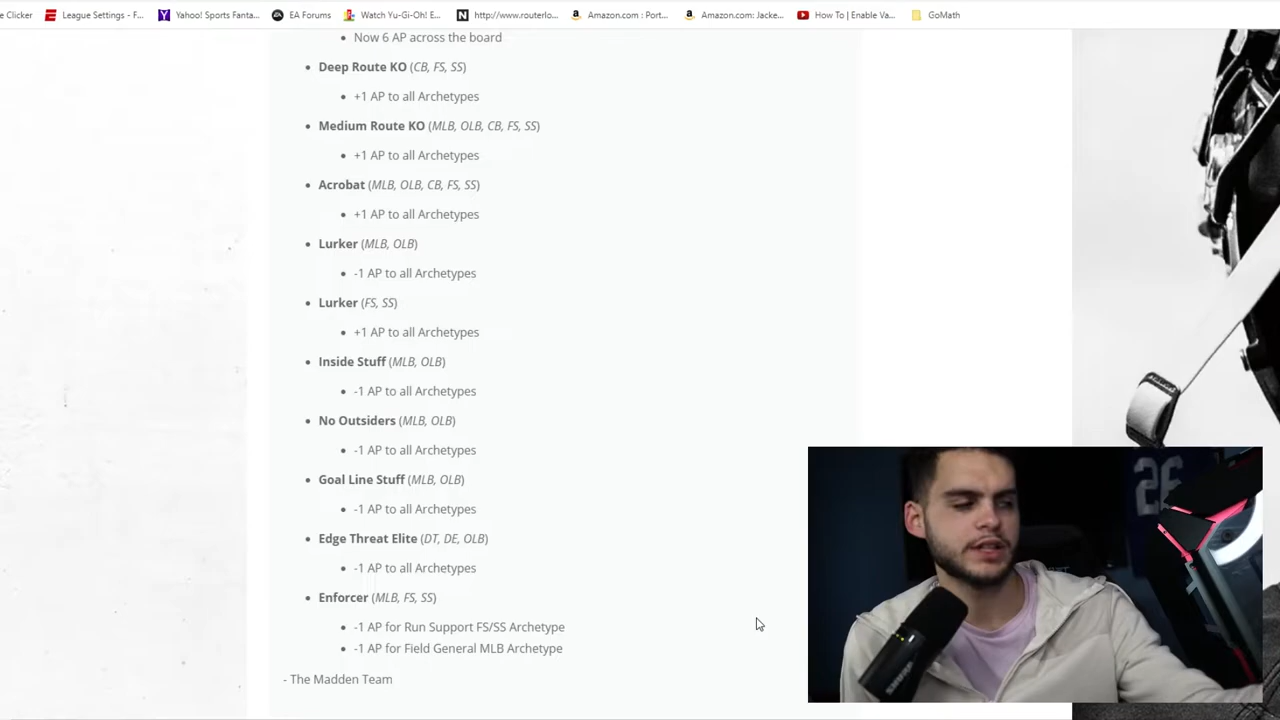 e Clicker
League Settings - F...
Yahoo! Sports Fanta...
EA Forums
Watch Yu-Gi-Oh! E...
http://www.routerlo...
Amazon.com : Port...
Amazon.com: Jacke...
How To | Enable Va...
GoMath
Now 6 AP across the board
Deep Route KO (CB, FS, SS)
+1 AP to all Archetypes
Medium Route KO (MLB, OLB, CB, FS, SS)
+1 AP to all Archetypes
Acrobat (MLB, OLB, CB, FS, SS)
+1 AP to all Archetypes
Lurker (MLB, OLB)
-1 AP to all Archetypes
Lurker (FS, SS)
+1 AP to all Archetypes
Inside Stuff (MLB, OLB)
-1 AP to all Archetypes
No Outsiders (MLB, OLB)
-1 AP to all Archetypes
Goal Line Stuff (MLB, OLB)
-1 AP to all Archetypes
Edge Threat Elite (DT, DE, OLB)
-1 AP to all Archetypes
Enforcer (MLB, FS, SS)
-1 AP for Run Support FS/SS Archetype
-1 AP for Field General MLB Archetype
- The Madden Team
26
SHURE